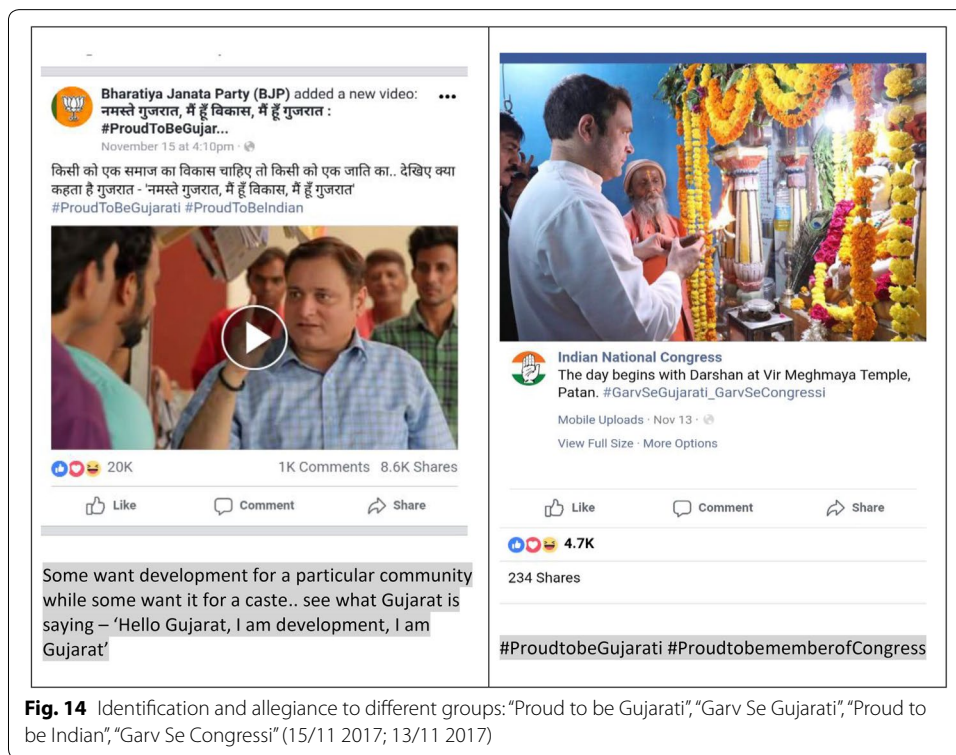 Bharatiya Janata Party (BJP) added a new video:
नमस्ते गुजरात, मैं हूँ विकास, मैं हूँ गुजरात :
#ProudToBeGujar...
November 15 at 4:10pm ·
किसी को एक समाज का विकास चाहिए तो किसी को एक जाति का.. देखिए क्या
कहता है गुजरात - 'नमस्ते गुजरात, मैं हूँ विकास, मैं हूँ गुजरात'
#ProudToBeGujarati #ProudToBeIndian
20K 1K Comments 8.6K Shares
Like Comment Share
Some want development for a particular community
while some want it for a caste.. see what Gujarat is
saying – ‘Hello Gujarat, I am development, I am
Gujarat’
Indian National Congress
The day begins with Darshan at Vir Meghmaya Temple,
Patan. #GarvSeGujarati_GarvSeCongressi
Mobile Uploads · Nov 13 ·
View Full Size · More Options
Like Comment Share
4.7K
234 Shares
#ProudtobeGujarati #ProudtobememberofCongress
Fig. 14 Identification and allegiance to different groups: “Proud to be Gujarati”, “Garv Se Gujarati”, “Proud to
be Indian”, “Garv Se Congressi” (15/11 2017; 13/11 2017)